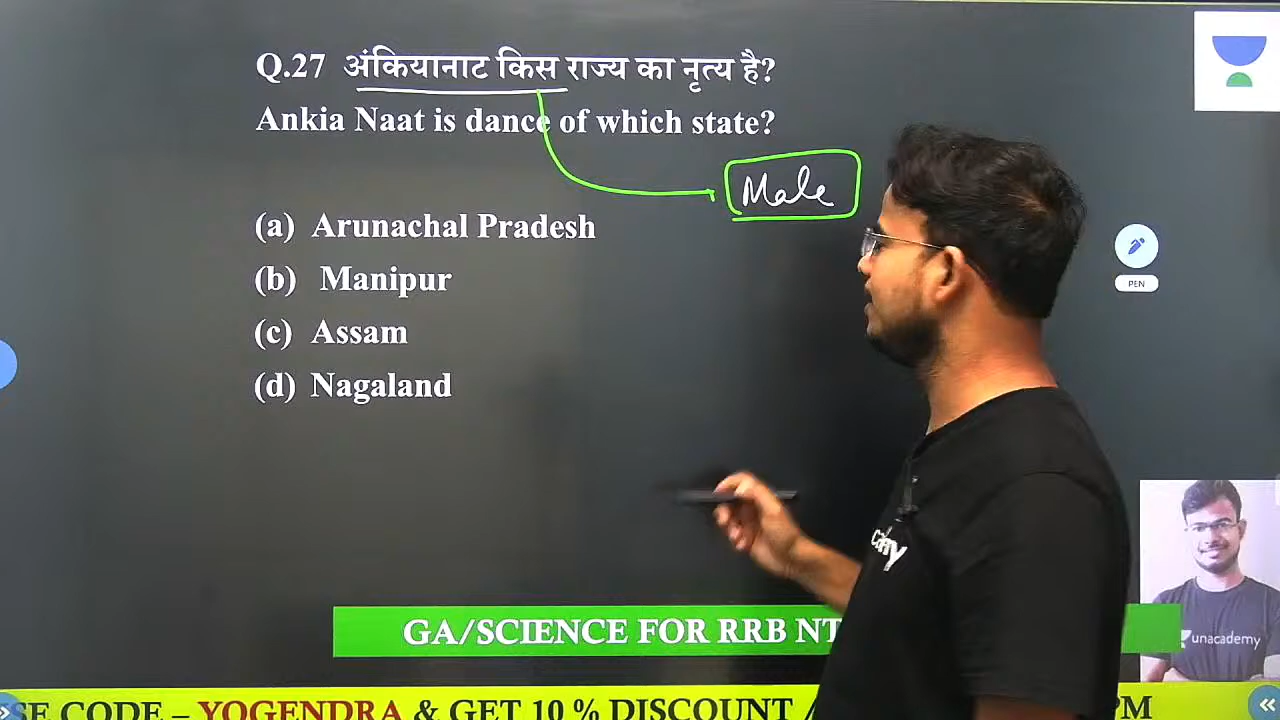 Q.27 अंकियानाट किस राज्य का नृत्य है?
Ankia Naat is dance of which state?
Male
(a) Arunachal Pradesh
(b) Manipur
(c) Assam
(d) Nagaland
PEN
GA/SCIENCE FOR RRB NT
unacademy
SE CODE – YOGENDRA & GET 10 % DISCOUNT / PM